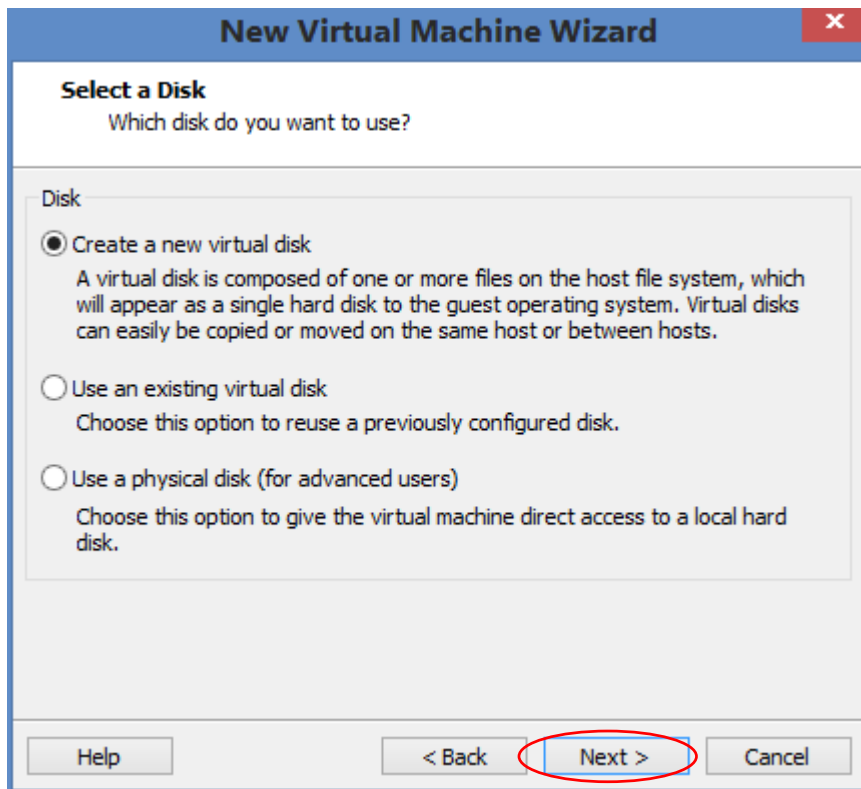 New Virtual Machine Wizard
x
Select a Disk
Which disk do you want to use?
Disk
Create a new virtual disk
A virtual disk is composed of one or more files on the host file system, which
will appear as a single hard disk to the guest operating system. Virtual disks
can easily be copied or moved on the same host or between hosts.
Use an existing virtual disk
Choose this option to reuse a previously configured disk.
Use a physical disk (for advanced users)
Choose this option to give the virtual machine direct access to a local hard
disk.
Help < Back Next > Cancel